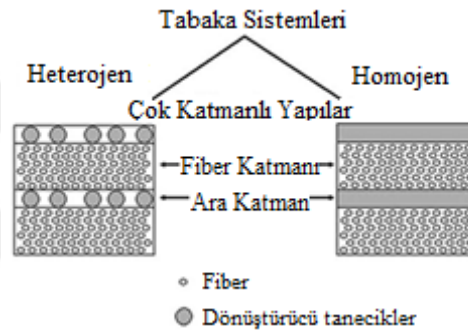 Tabaka Sistemleri
Heterojen
Homojen
Çok Katmanlı Yapılar
Fiber Katmanı
Ara Katman
Fiber
Dönüştürücü tanecikler